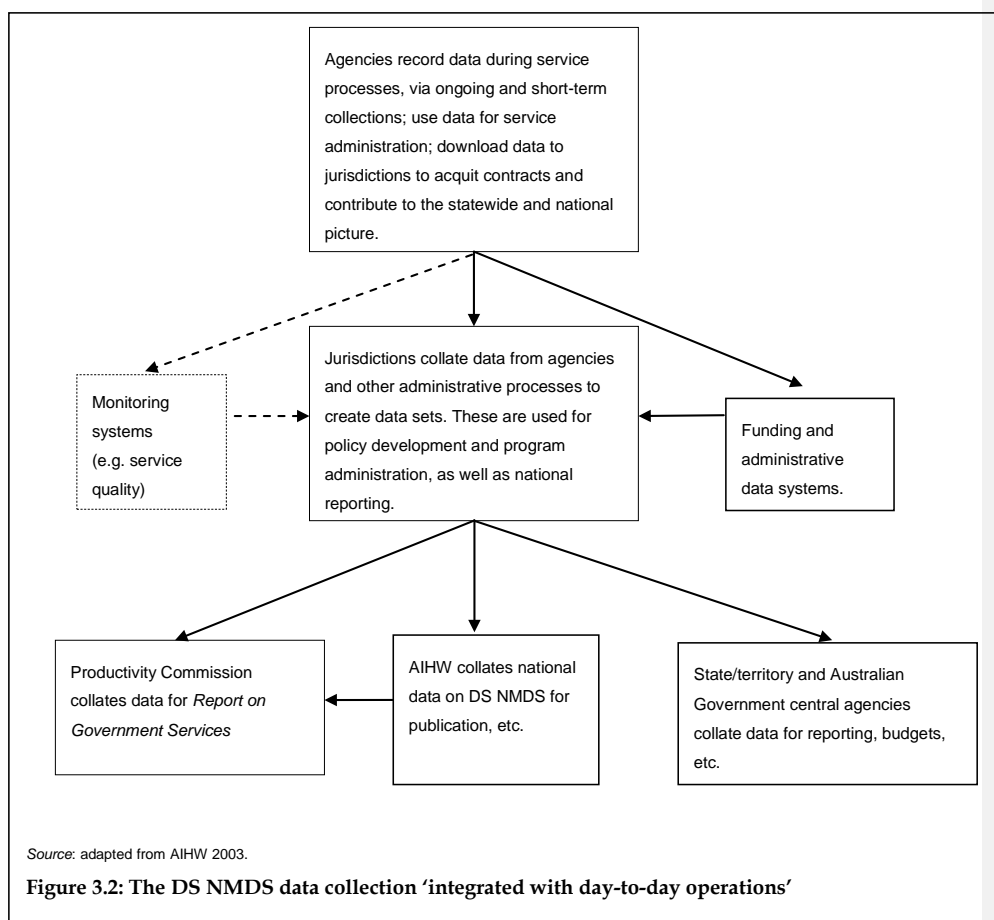 Agencies record data during service
processes, via ongoing and short-term
collections; use data for service
administration; download data to
jurisdictions to acquit contracts and
contribute to the statewide and national
picture.
Monitoring
systems
(e.g. service
quality)
Jurisdictions collate data from agencies
and other administrative processes to
create data sets. These are used for
policy development and program
administration, as well as national
reporting.
Funding and
administrative
data systems.
Productivity Commission
collates data for Report on
Government Services
AIHW collates national
data on DS NMDS for
publication, etc.
State/territory and Australian
Government central agencies
collate data for reporting, budgets,
etc.
Source: adapted from AIHW 2003.
Figure 3.2: The DS NMDS data collection ‘integrated with day-to-day operations’